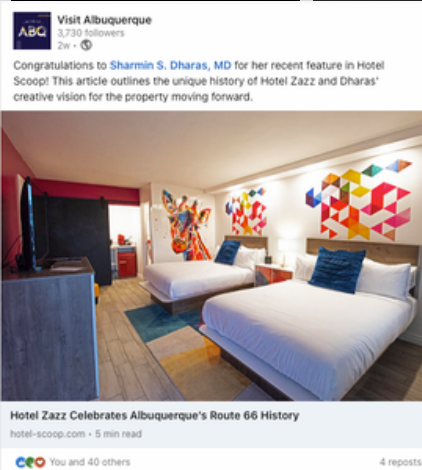 ABQ
Visit Albuquerque
3,730 followers
2w •
Congratulations to Sharmin S. Dharas, MD for her recent feature in Hotel
Scoop! This article outlines the unique history of Hotel Zazz and Dharas'
creative vision for the property moving forward.
Hotel Zazz Celebrates Albuquerque's Route 66 History
hotel-scoop.com • 5 min read
You and 40 others
4 reposts